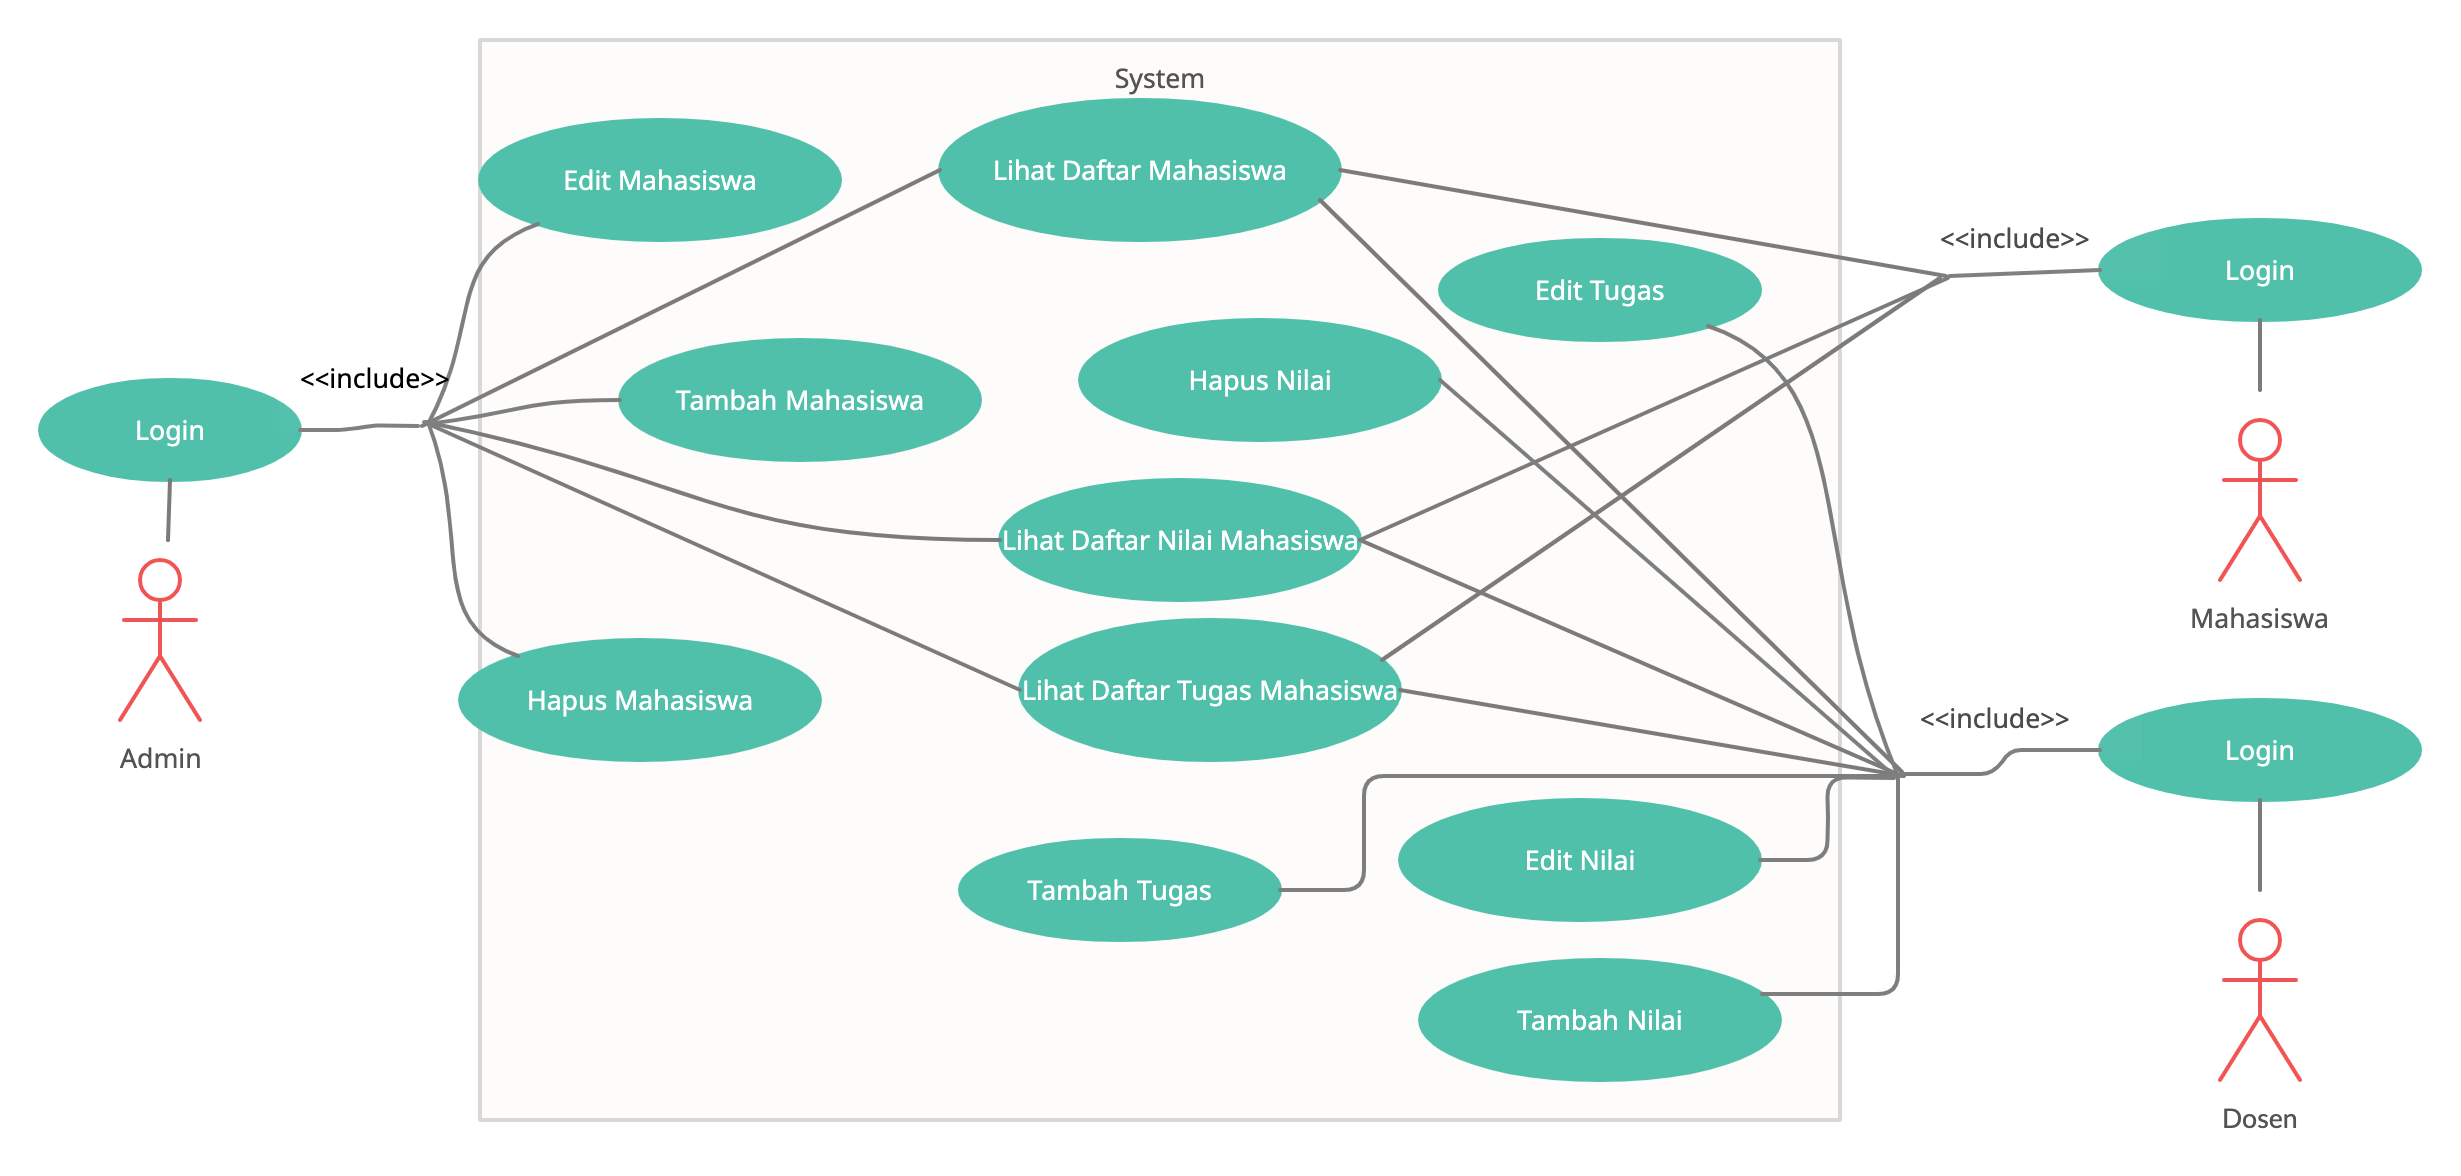 System
Edit Mahasiswa
Lihat Daftar Mahasiswa
<<include>>
Login
Edit Tugas
<<include>>
Hapus Nilai
Tambah Mahasiswa
Login
Lihat Daftar Nilai Mahasiswa
Mahasiswa
Lihat Daftar Tugas Mahasiswa
Hapus Mahasiswa
<<include>>
Login
Admin
Edit Nilai
Tambah Tugas
Tambah Nilai
Dosen